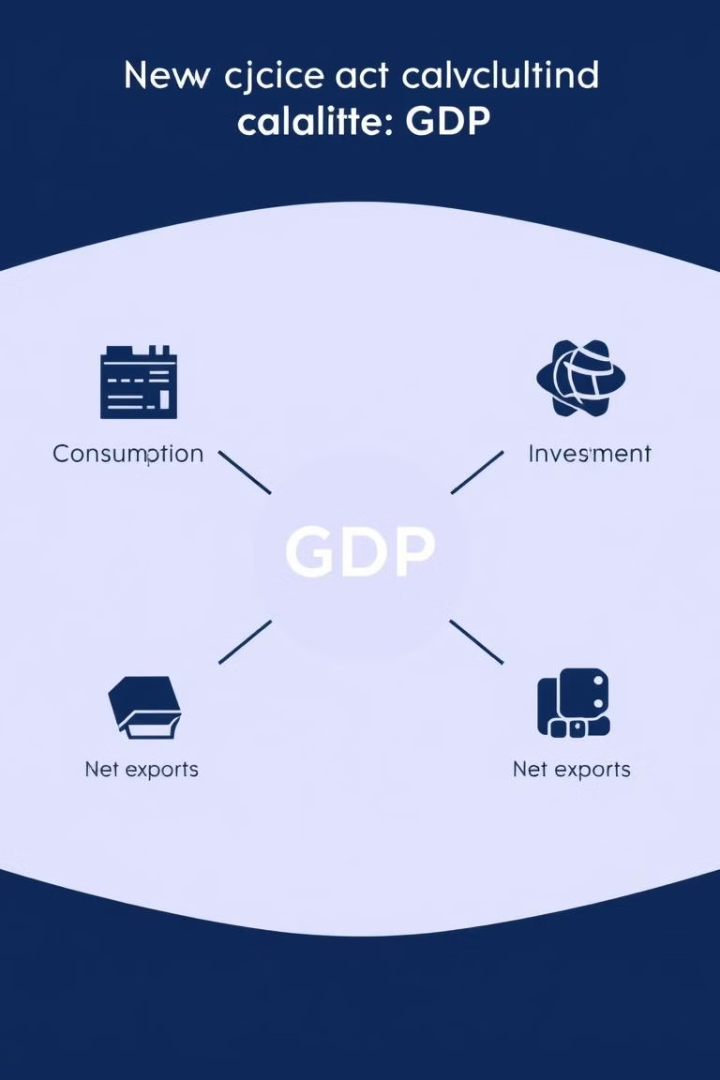 New cjcice act calvclultind
calalitte: GDP
Consumption
Invesment
GDP
Net exports
Net exports